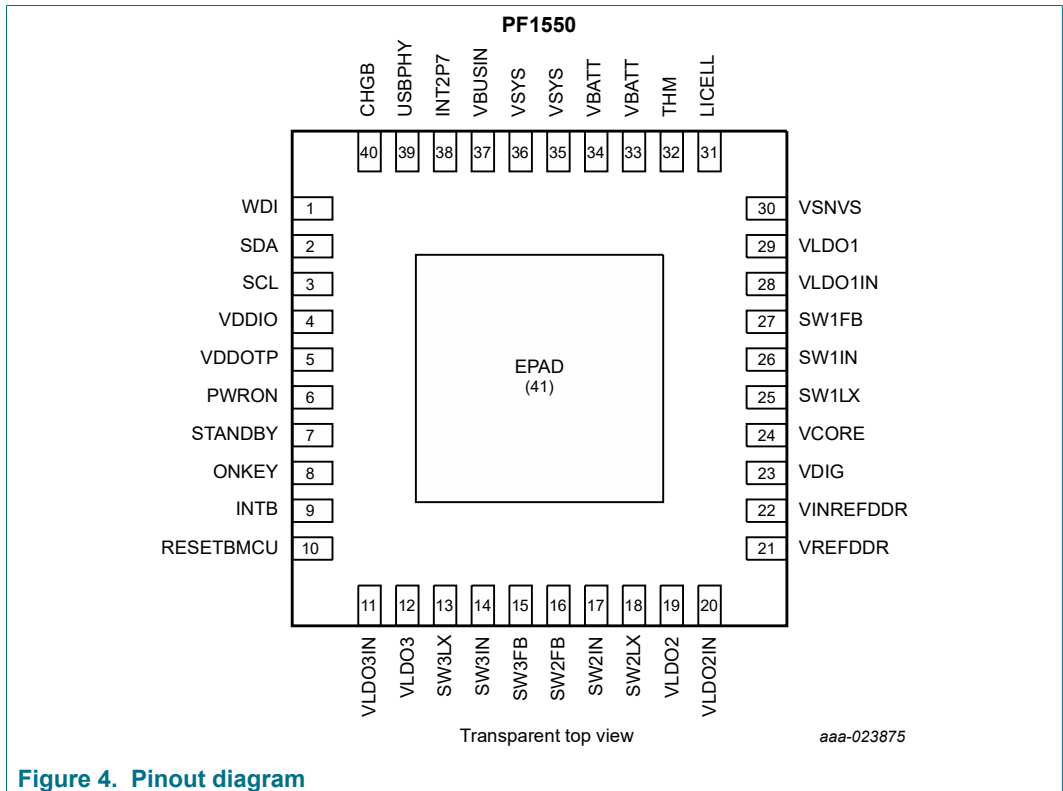 PF1550
CHGB USBPHY INT2P7 VBUSIN VSYS VSYS VBATT VBATT THM LICELL
40 39 38 37 36 35 34 33 32 31
WDI 1 30 VSNVS
SDA 2 29 VLDO1
SCL 3 28 VLDO1IN
VDDIO 4 27 SW1FB
VDDOTP 5 26 SW1IN
EPAD
(41)
PWRON 6 25 SW1LX
STANDBY 7 24 VCORE
ONKEY 8 23 VDIG
INTB 9 22 VINREFDDR
RESETBMCU 10 21 VREFDDR
11 12 13 14 15 16 17 18 19 20
VLDO3IN VLDO3 SW3LX SW3IN SW3FB SW2FB SW2IN SW2LX VLDO2 VLDO2IN
Transparent top view aaa-023875
Figure 4. Pinout diagram